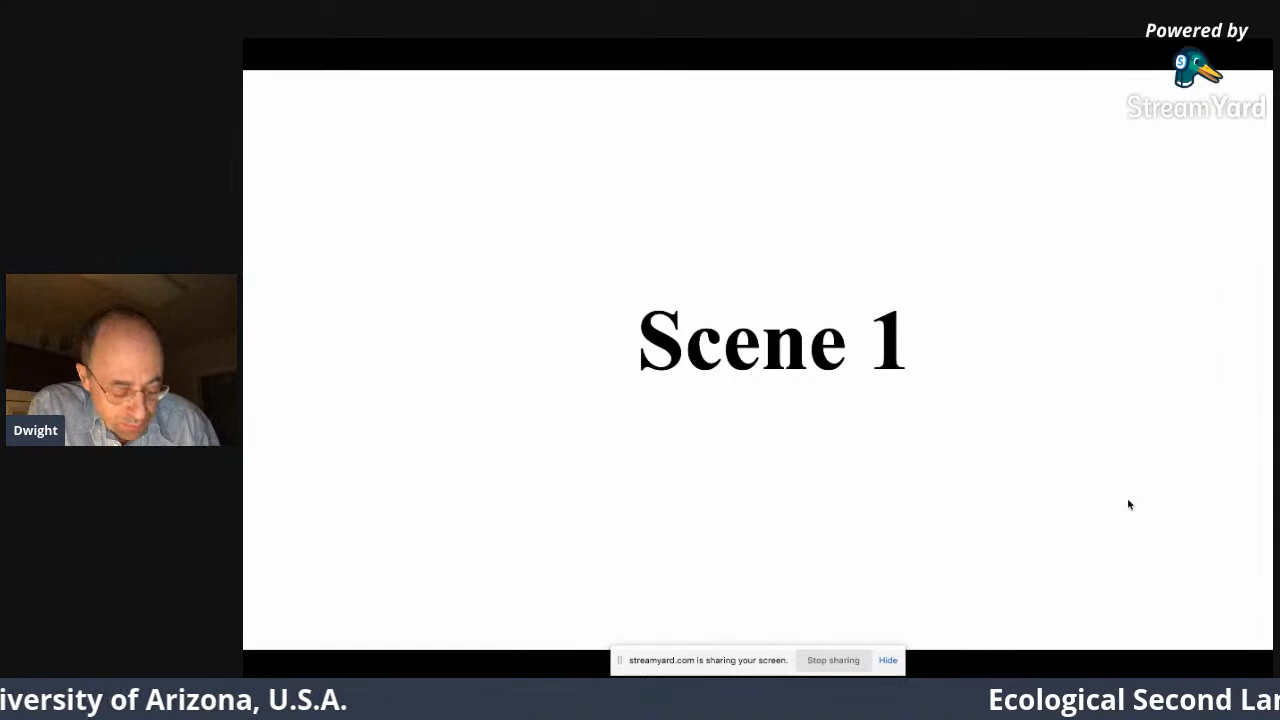 Powered by
StreamYard
Scene 1
Dwight
streamyard.com is sharing your screen. Stop sharing Hide
iversity of Arizona, U.S.A. Ecological Second Lan